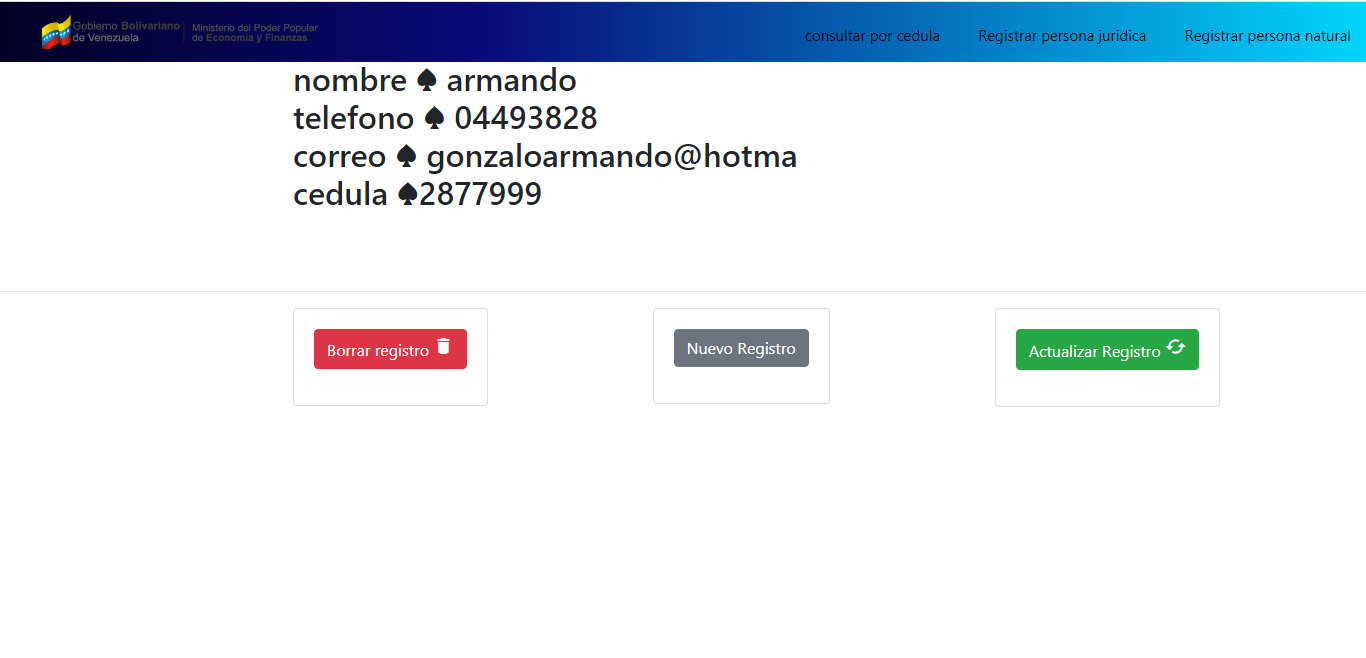 Gobierno Bolivariano
de Venezuela
Ministerio del Poder Popular
de Economía y Finanzas
consultar por cedula
Registrar persona juridica
Registrar persona natural
nombre ♠ armando
telefono ♠ 04493828
correo ♠ gonzaloarmando@hotma
cedula ♠2877999
Borrar registro
Nuevo Registro
Actualizar Registro